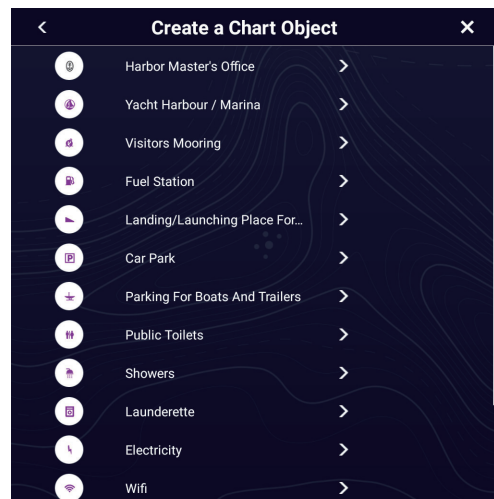 Create a Chart Object
Harbor Master's Office
Yacht Harbour / Marina
Visitors Mooring
Fuel Station
Landing/Launching Place For...
Car Park
P
Parking For Boats And Trailers
Public Toilets
Showers
Launderette
Electricity
Wifi